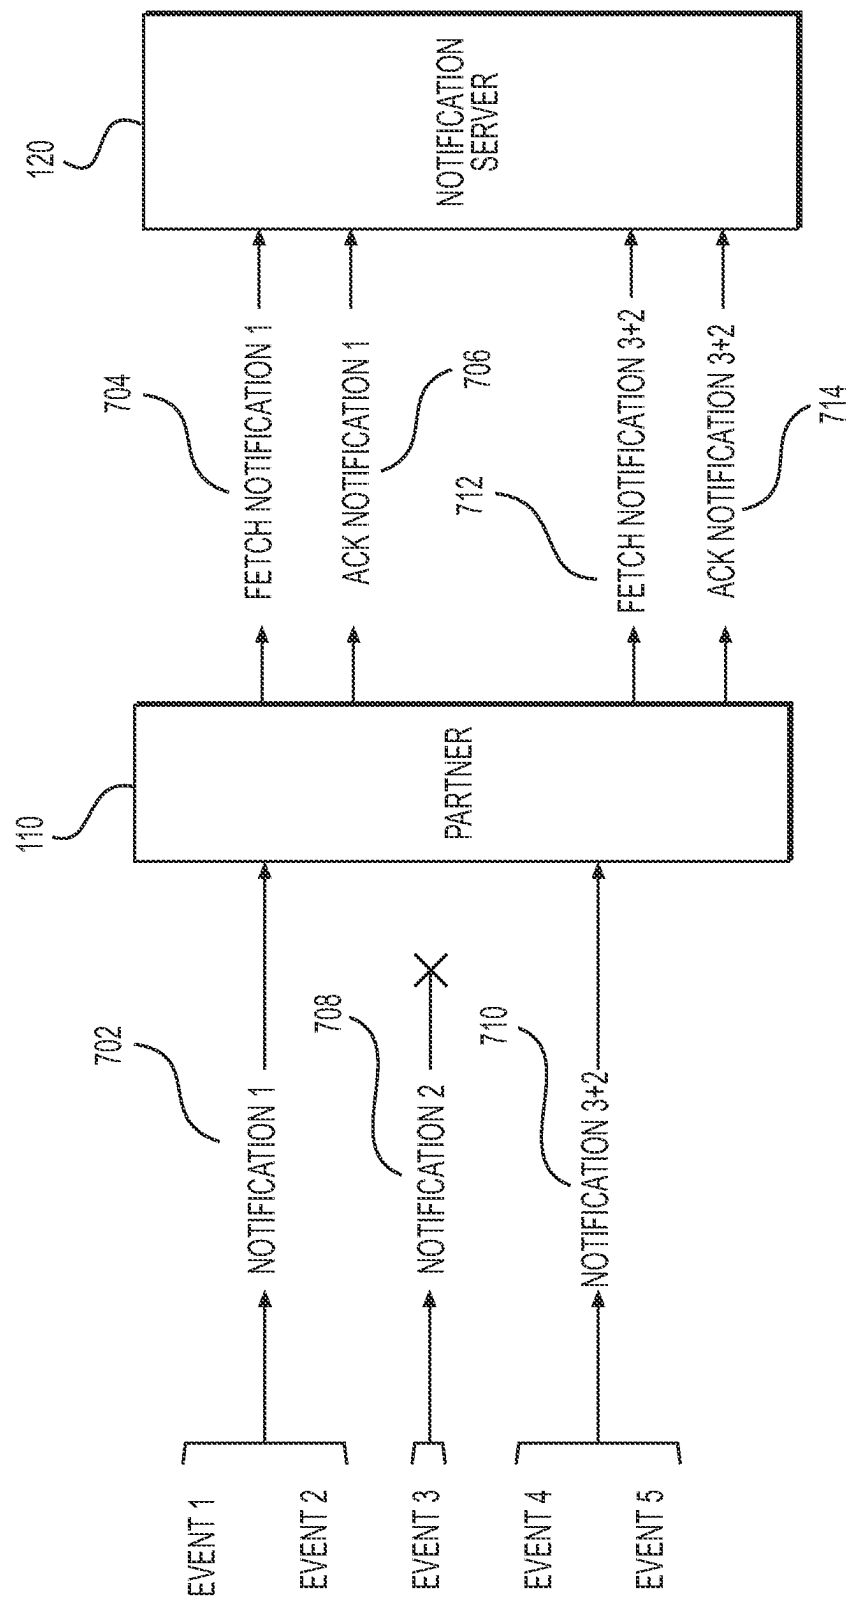 EVENT 1
EVENT 2
EVENT 3
EVENT 4
EVENT 5
NOTIFICATION 1
702
NOTIFICATION 2
708
NOTIFICATION 3+2
710
PARTNER
110
FETCH NOTIFICATION 1
704
ACK NOTIFICATION 1
706
FETCH NOTIFICATION 3+2
712
ACK NOTIFICATION 3+2
714
NOTIFICATION
SERVER
120